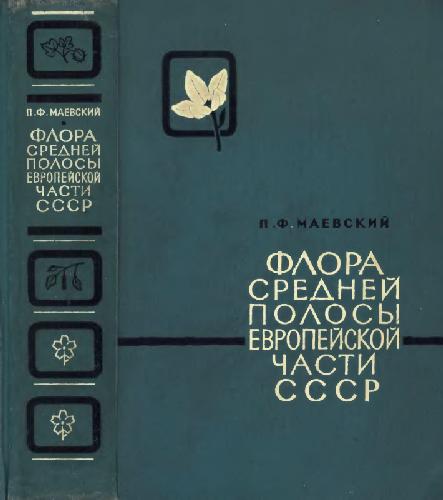 П.Ф.МАЕВСКИЙ
ФЛОРА
СРЕДНЕЙ
ПОЛОСЫ
ЕВРОПЕЙСКОЙ
ЧАСТИ
СССР
П.Ф.МАЕВСКИЙ
ФЛОРА
СРЕДНЕЙ
ПОЛОСЫ
ЕВРОПЕЙСКОЙ
ЧАСТИ
СССР